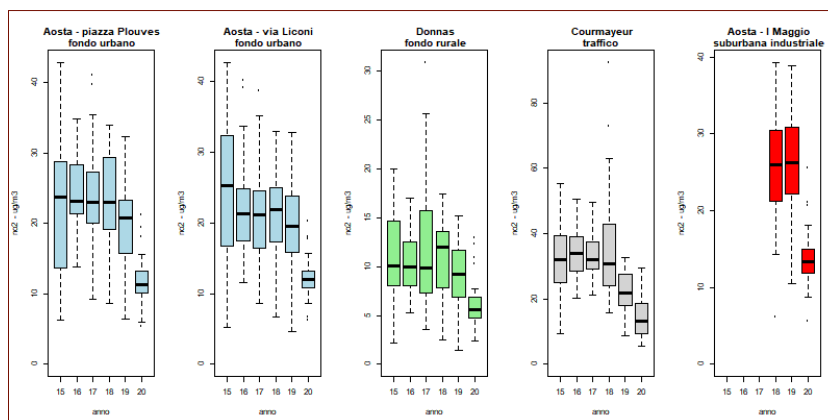 Aosta - piazza Plouves
fondo urbano
no2 - ug/m3
0
10
20
30
40
15 16 17 18 19 20
anno
Aosta - via Liconi
fondo urbano
no2 - ug/m3
0
10
20
30
40
15 16 17 18 19 20
anno
Donnas
fondo rurale
no2 - ug/m3
0
5
10
15
20
25
30
15 16 17 18 19 20
anno
Courmayeur
traffico
no2 - ug/m3
0
20
40
60
80
15 16 17 18 19 20
anno
Aosta - I Maggio
suburbana industriale
no2 - ug/m3
0
10
20
30
40
15 16 17 18 19 20
anno